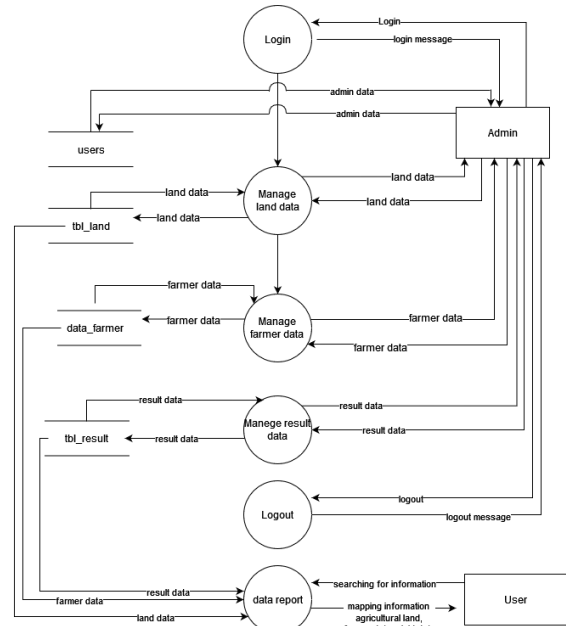 Login
Login
login message
admin data
admin data
Admin
users
land data
land data
Manage
land data
land data
land data
tbl_land
farmer data
farmer data
Manage
farmer data
farmer data
farmer data
data_farmer
result data
result data
Manege result
data
result data
result data
tbl_result
logout
Logout
logout message
searching for information
result data
farmer data
data report
User
land data
mapping information
agricultural land,